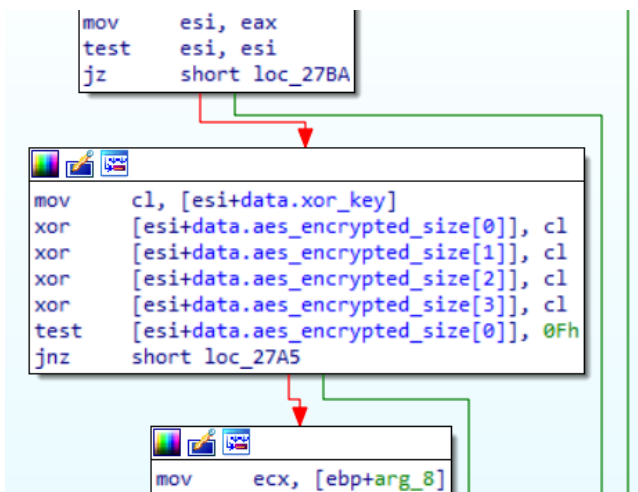 mov esi, eax
test esi, esi
jz short loc_27BA
mov cl, [esi+data.xor_key]
xor [esi+data.aes_encrypted_size[0]], cl
xor [esi+data.aes_encrypted_size[1]], cl
xor [esi+data.aes_encrypted_size[2]], cl
xor [esi+data.aes_encrypted_size[3]], cl
test [esi+data.aes_encrypted_size[0]], 0Fh
jnz short loc_27A5
mov ecx, [ebp+arg_8]